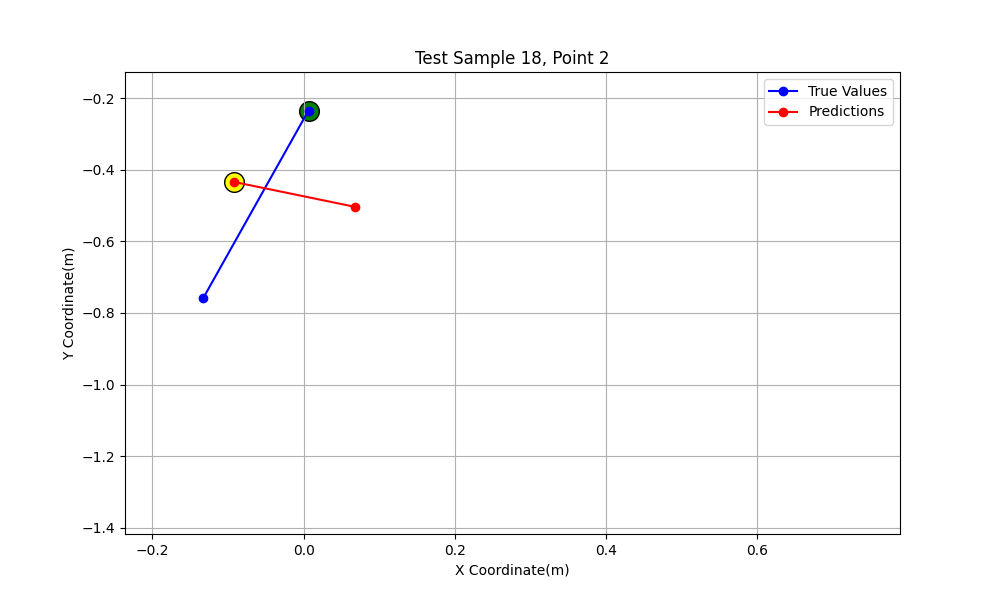 Test Sample 18, Point 2
True Values
Predictions
−0.2
−0.4
−0.6
−0.8
−1.0
−1.2
−1.4
Y Coordinate(m)
−0.2
0.0
0.2
0.4
0.6
X Coordinate(m)